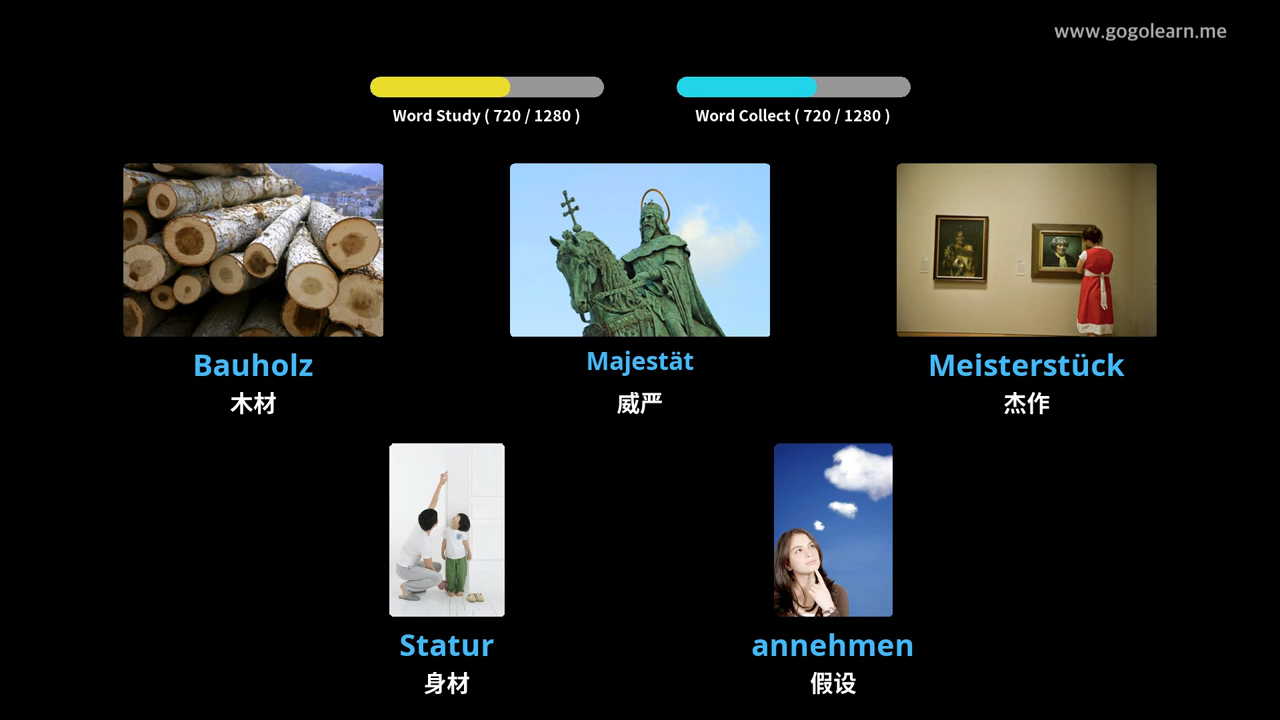 www.gogolearn.me
Word Study ( 720 / 1280 )
Word Collect ( 720 / 1280 )
Bauholz
木材
Majestät
威严
Meisterstück
杰作
Statur
身材
annehmen
假设